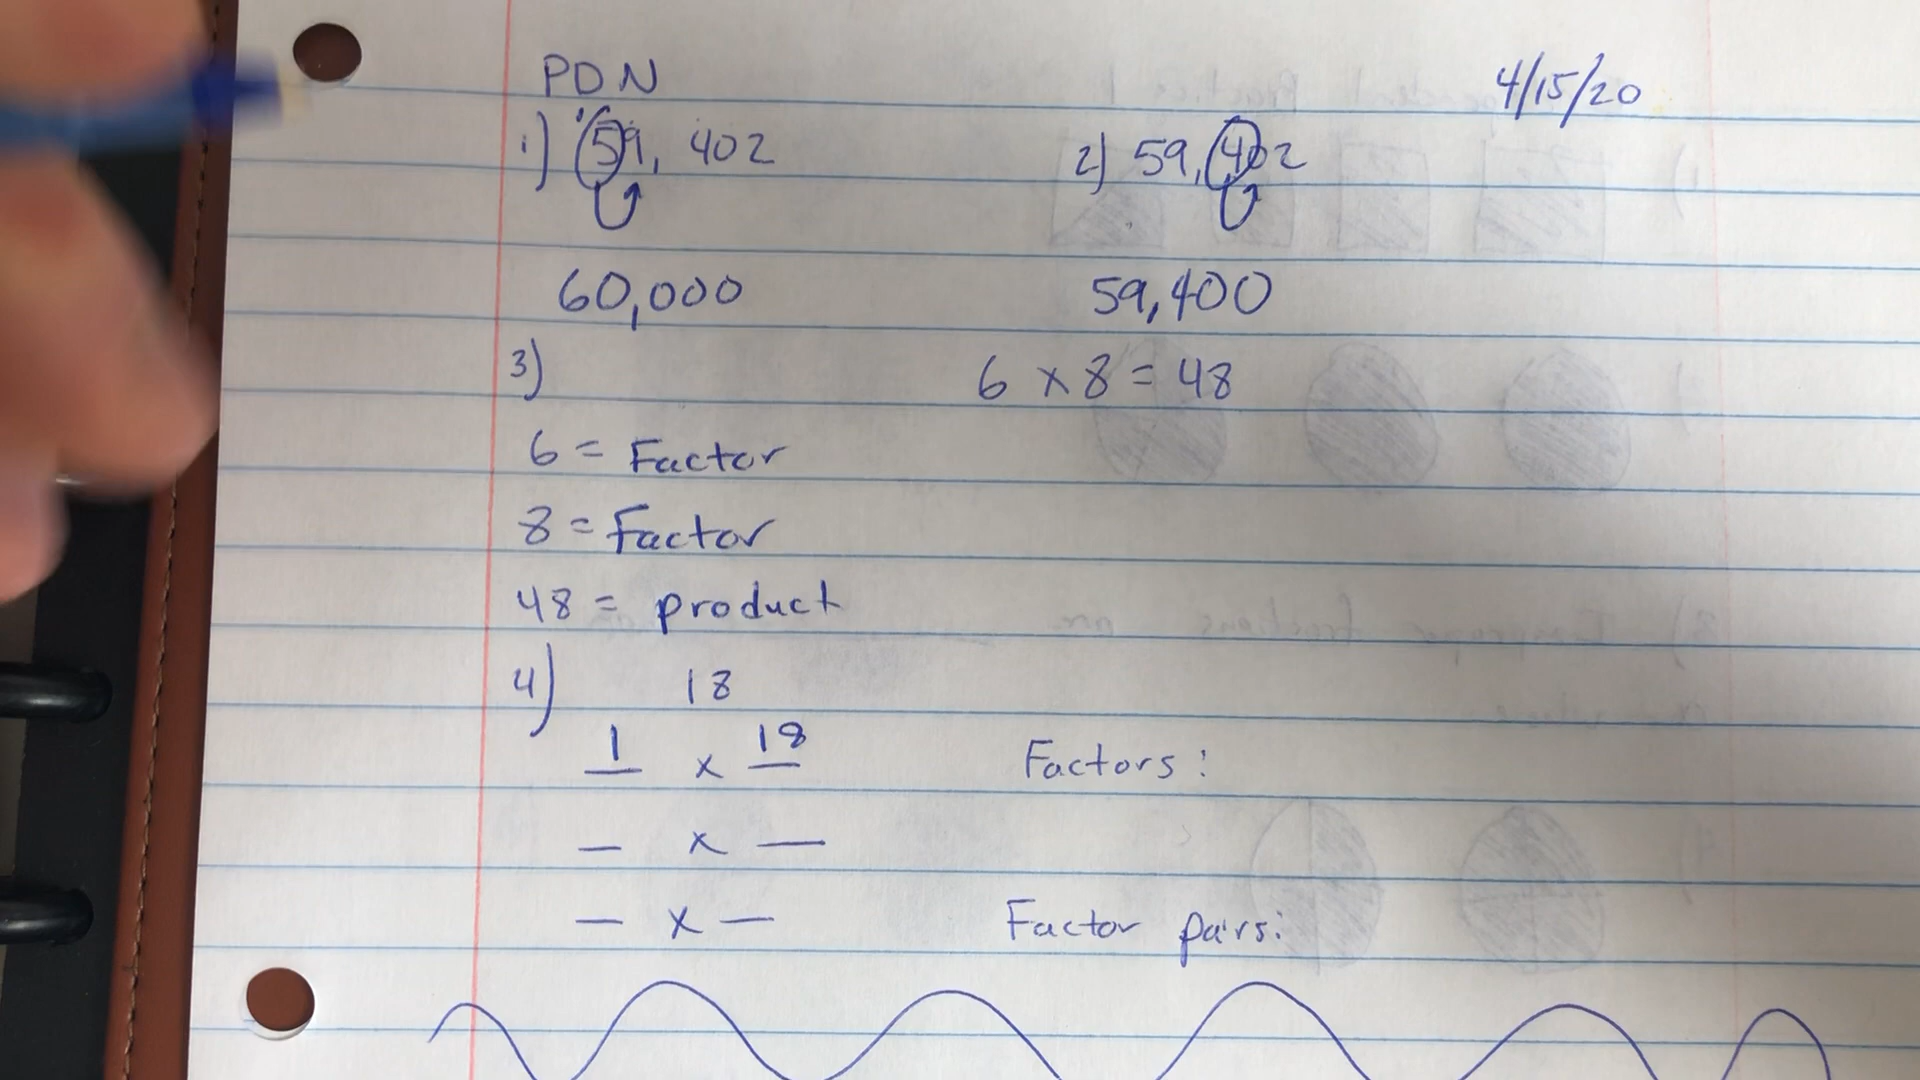 PDN 4/15/20
1) 59,402 2) 59,402
60,000 59,400
3) 6 x 8 = 48
6 = Factor
8 = Factor
48 = product
4) 18
1 x 18 Factors:
_ x _
_ x _ Factor pairs: